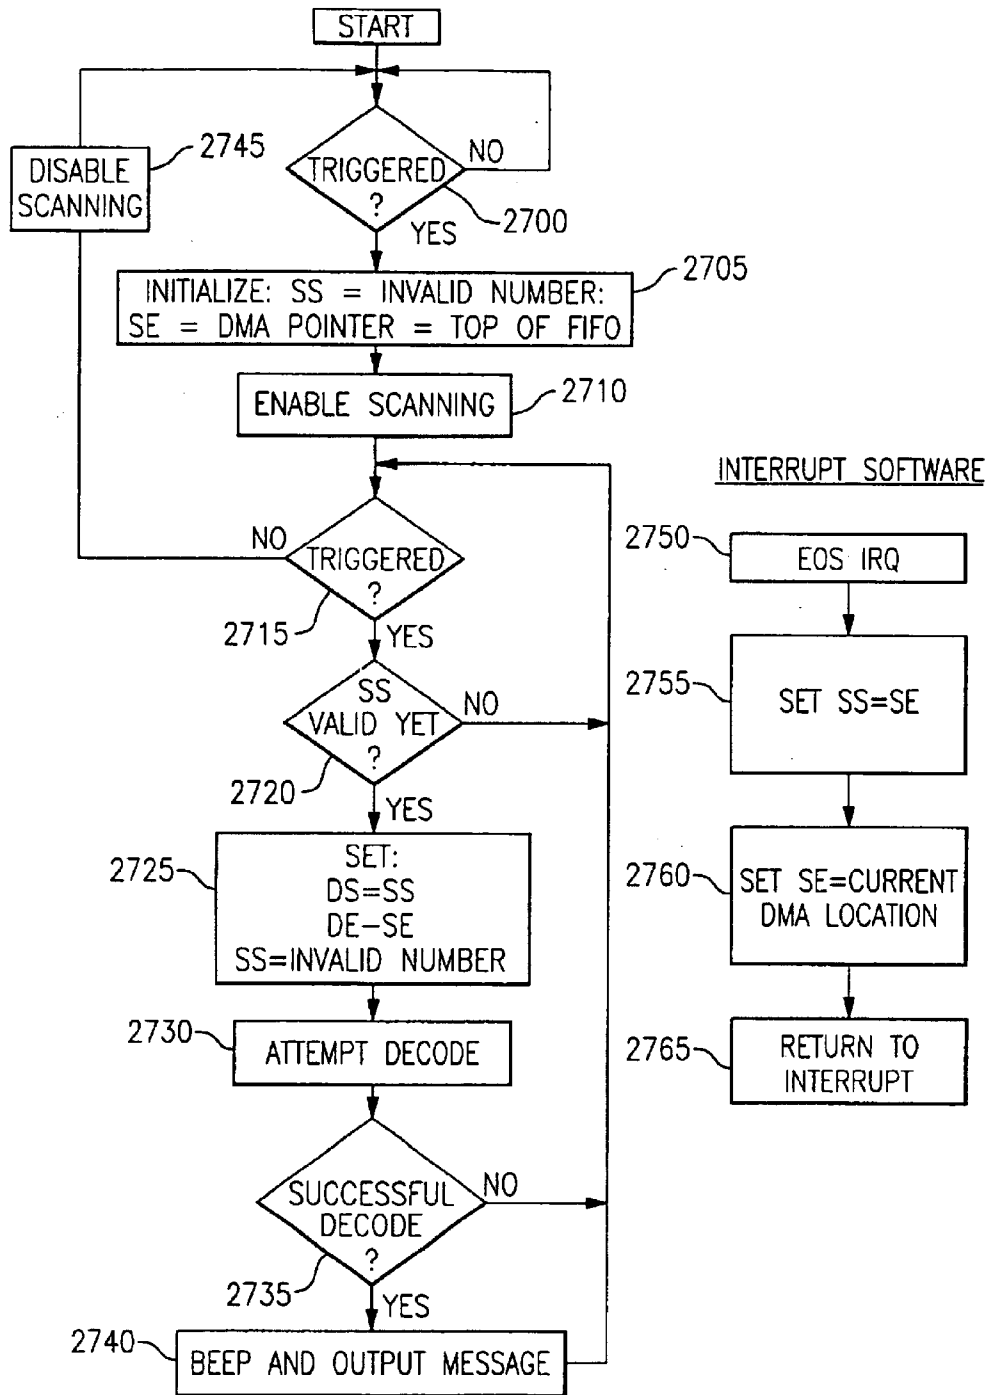 START
2745
DISABLE
SCANNING
TRIGGERED
?
NO
2700
YES
2705
INITIALIZE: SS = INVALID NUMBER:
SE = DMA POINTER = TOP OF FIFO
2710
ENABLE SCANNING
NO
TRIGGERED
?
2715
YES
SS
VALID YET
?
NO
2720
YES
2725
SET:
DS=SS
DE-SE
SS=INVALID NUMBER
2730
ATTEMPT DECODE
SUCCESSFUL
DECODE
?
NO
2735
YES
2740
BEEP AND OUTPUT MESSAGE
INTERRUPT SOFTWARE
2750
EOS IRQ
2755
SET SS=SE
2760
SET SE=CURRENT
DMA LOCATION
2765
RETURN TO
INTERRUPT